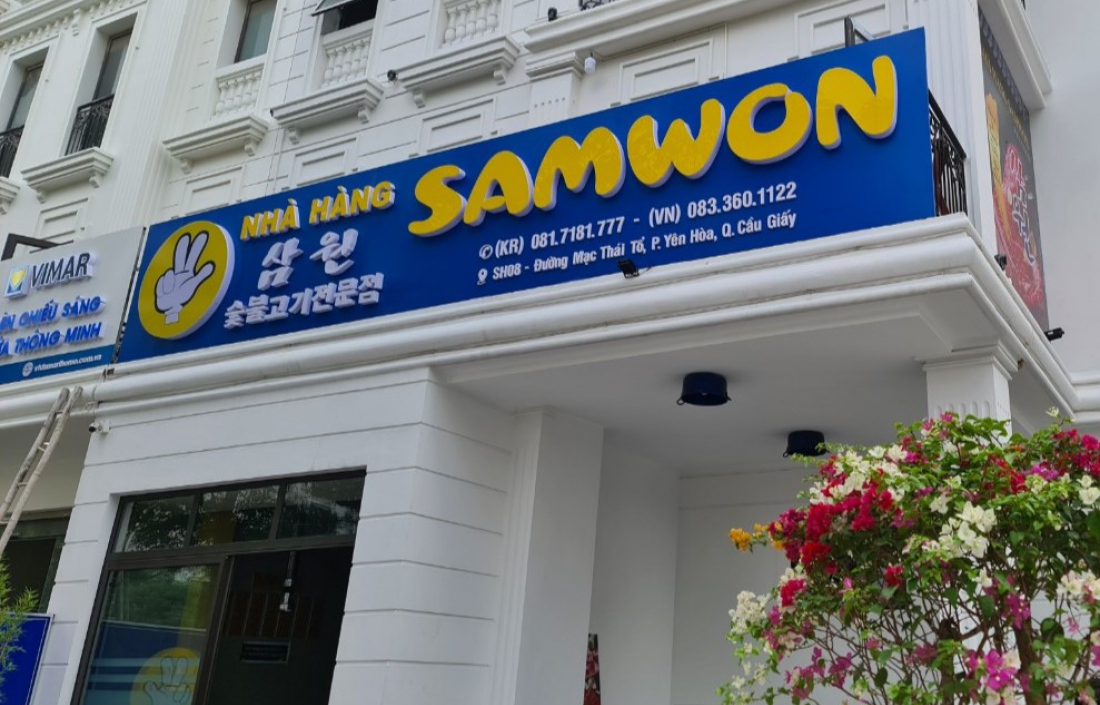 NHÀ HÀNG SAMWON
삼원
숯불고기전문점
(KR) 081.7181.777 - (VN) 083.360.1122
SH08 - Đường Mạc Thái Tổ, P. Yên Hòa, Q. Cầu Giấy
VIMAR
CHIẾU SÁNG
THÔNG MINH